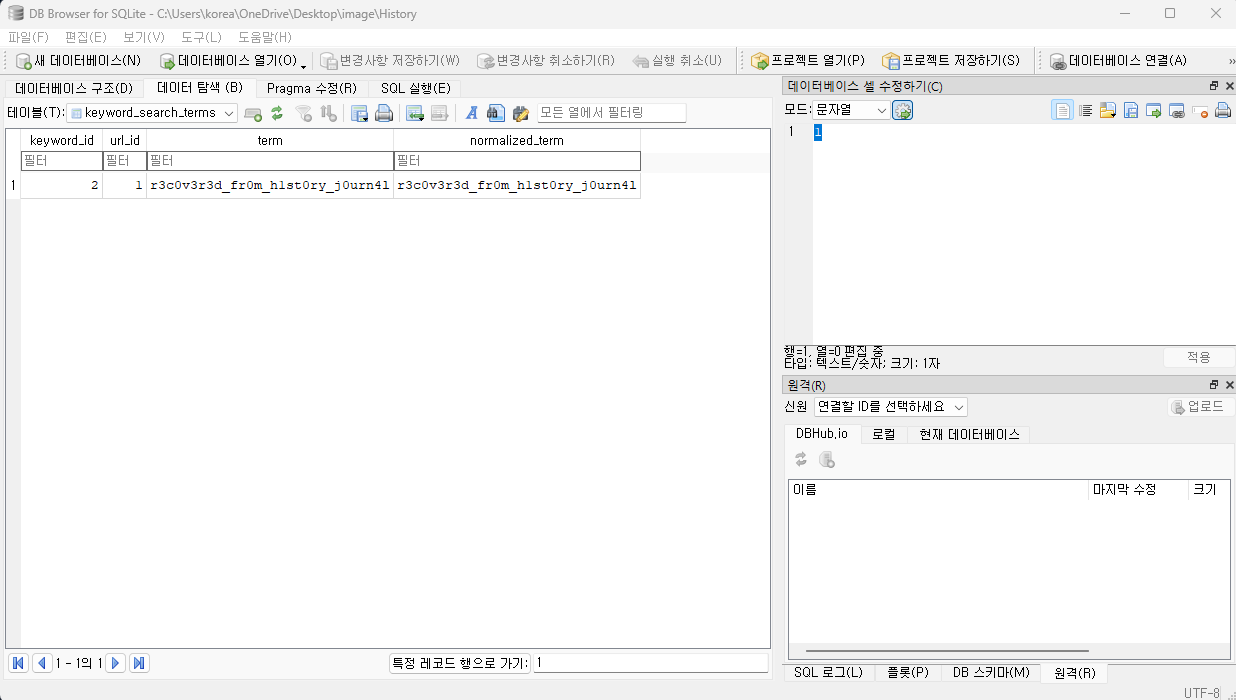 DB Browser for SQLite - C:\Users\korea\OneDrive\Desktop\image\History
파일(F) 편집(E) 보기(V) 도구(L) 도움말(H)
새 데이터베이스(N) 데이터베이스 열기(O) 변경사항 저장하기(W) 변경사항 취소하기(R) 실행 취소(U) 프로젝트 열기(P) 프로젝트 저장하기(S) 데이터베이스 연결(A) »
데이터베이스 구조(D) 데이터 탐색 (B) Pragma 수정(R) SQL 실행(E)
테이블(T): keyword_search_terms 모든 열에서 필터링
keyword_id url_id term normalized_term
필터 필터 필터 필터
1 2 1 r3c0v3r3d_fr0m_h1st0ry_j0urn4l r3c0v3r3d_fr0m_h1st0ry_j0urn4l
1 - 1의 1 특정 레코드 행으로 가기: 1
데이터베이스 셀 수정하기(C)
모드: 문자열
1 1
행=1, 열=0 편집 중
타입: 텍스트/숫자; 크기: 1자
적용
원격(R)
신원 연결할 ID를 선택하세요 업로드
DBHub.io 로컬 현재 데이터베이스
이름 마지막 수정 크기
SQL 로그(L) 플롯(P) DB 스키마(M) 원격(R)
UTF-8